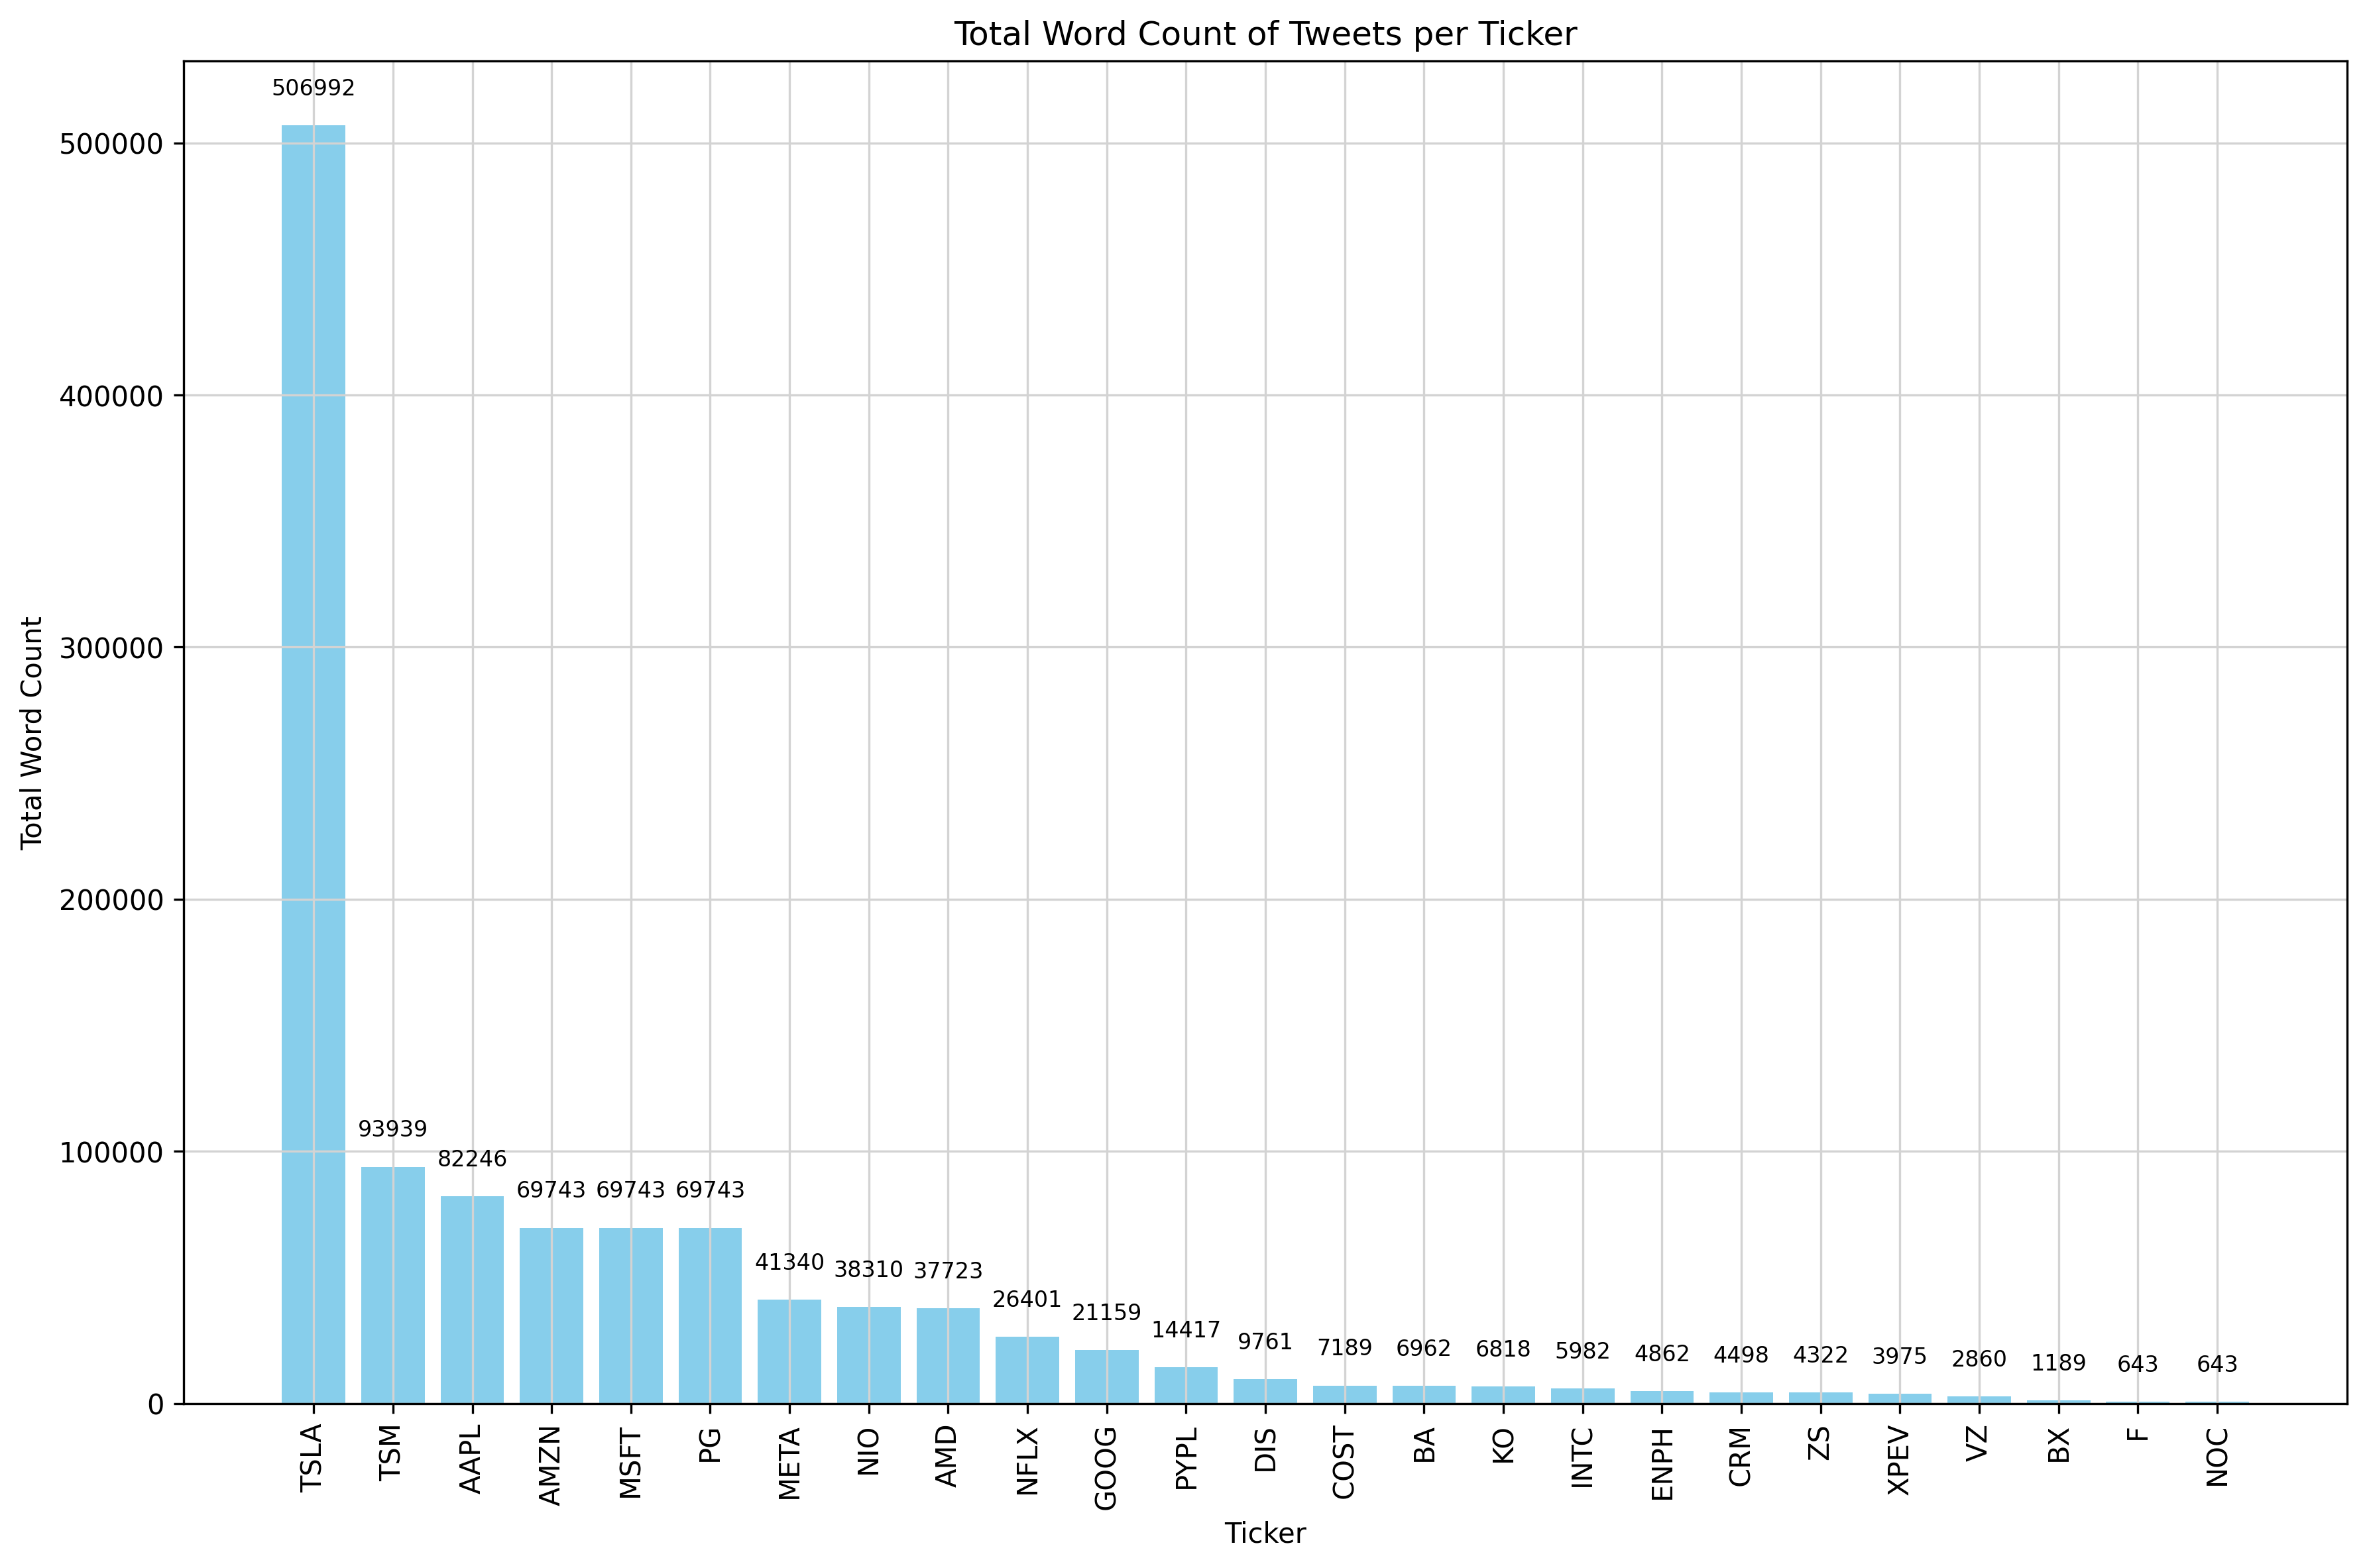 Total Word Count of Tweets per Ticker
Total Word Count
500000
400000
300000
200000
100000
0
506992
93939
82246
69743
69743
69743
41340
38310
37723
26401
21159
14417
9761
7189
6962
6818
5982
4862
4498
4322
3975
2860
1189
643
643
TSLA
TSM
AAPL
AMZN
MSFT
PG
META
NIO
AMD
NFLX
GOOG
PYPL
DIS
COST
BA
KO
INTC
ENPH
CRM
ZS
XPEV
VZ
BX
F
NOC
Ticker